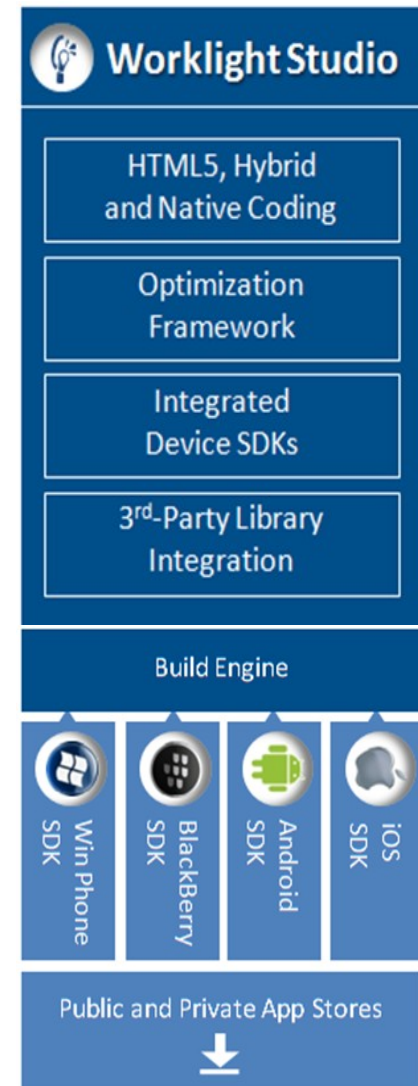 Worklight Studio
HTML5, Hybrid
and Native Coding
Optimization
Framework
Integrated
Device SDKs
3rd-Party Library
Integration
Build Engine
Win Phone
SDK
BlackBerry
SDK
Android
SDK
iOS
SDK
Public and Private App Stores